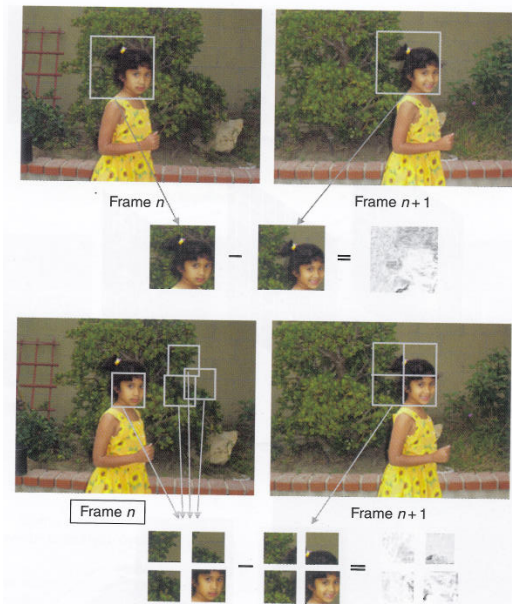 Frame n
Frame n + 1
– =
Frame n
Frame n + 1
– =